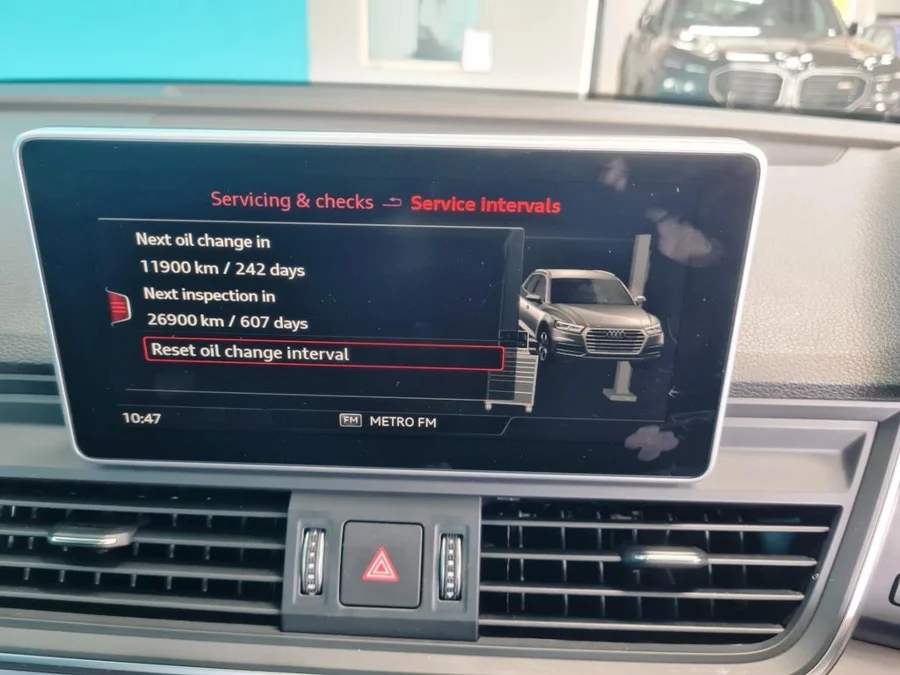 Servicing & checks Service intervals
Next oil change in
11900 km / 242 days
Next inspection in
26900 km / 607 days
Reset oil change interval
10:47 FM METRO FM